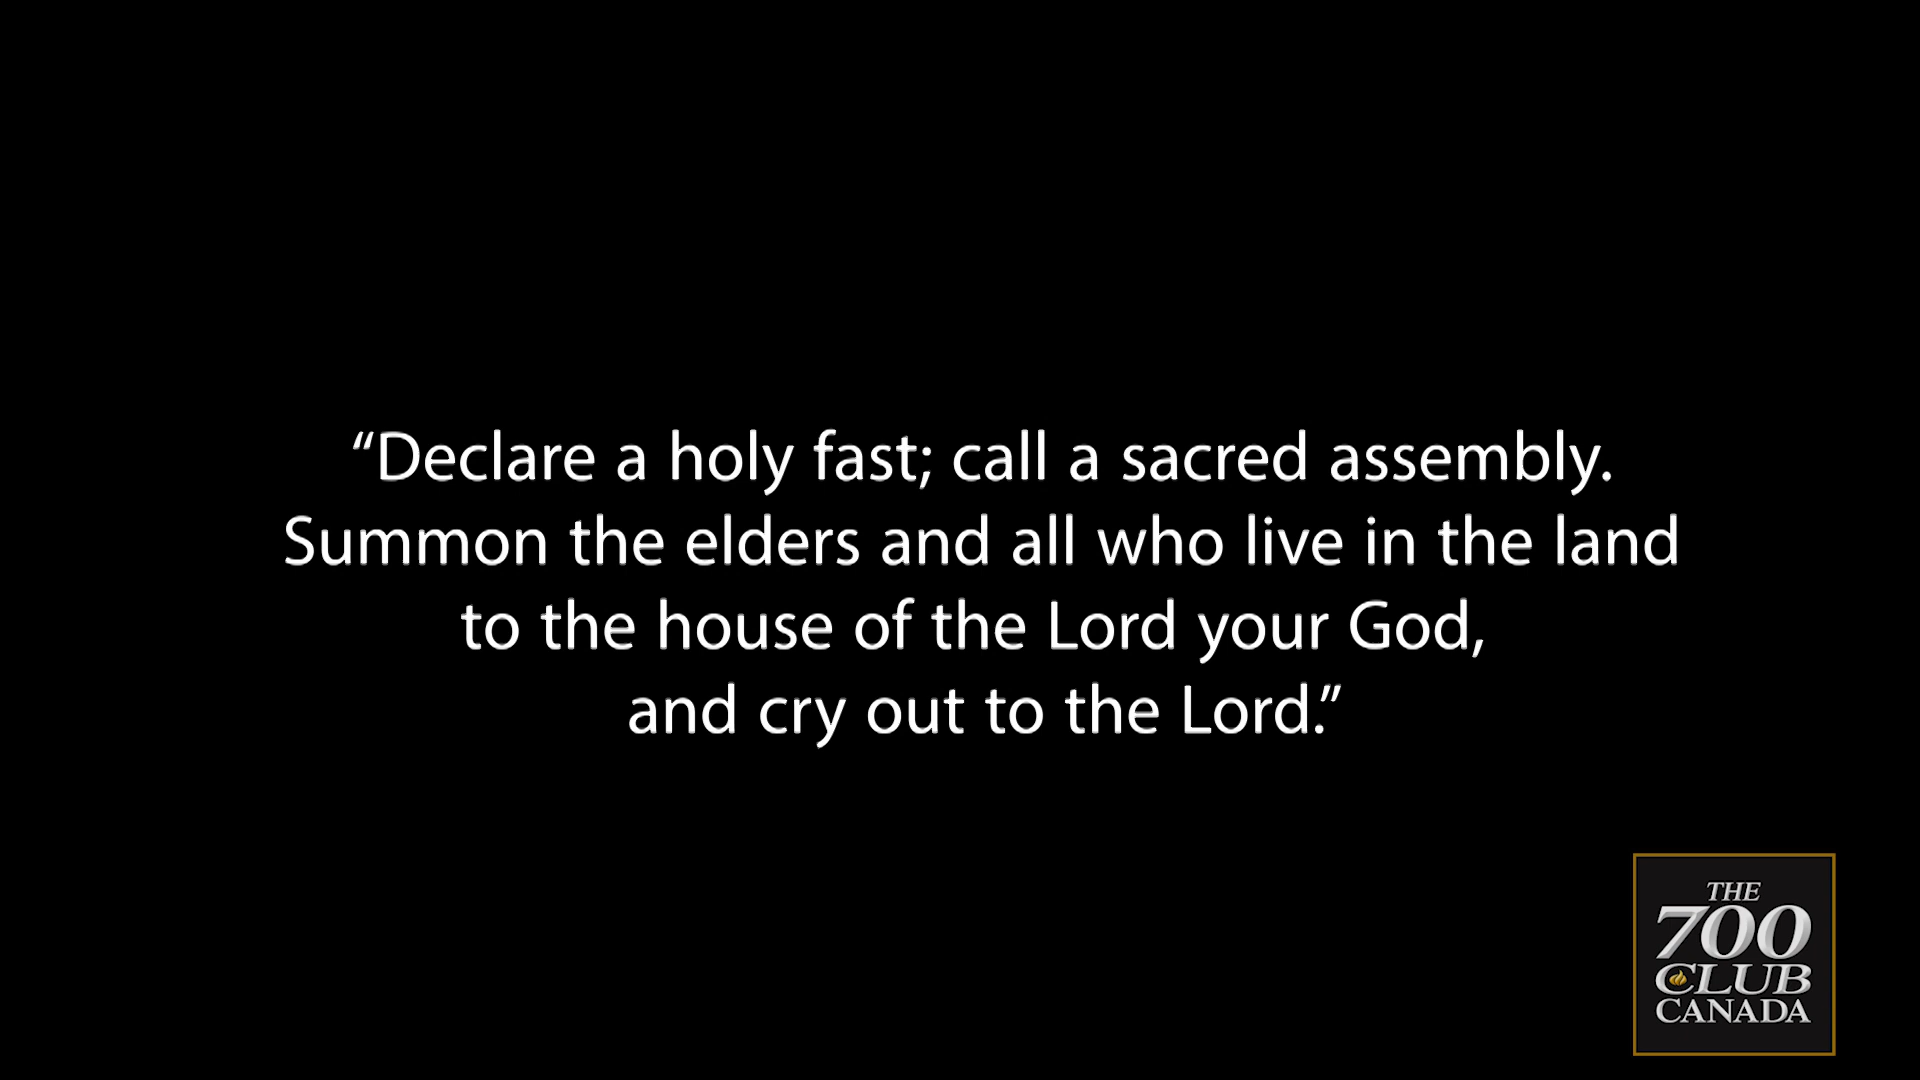 “Declare a holy fast; call a sacred assembly.
Summon the elders and all who live in the land
to the house of the Lord your God,
and cry out to the Lord.”
THE
700
CLUB
CANADA